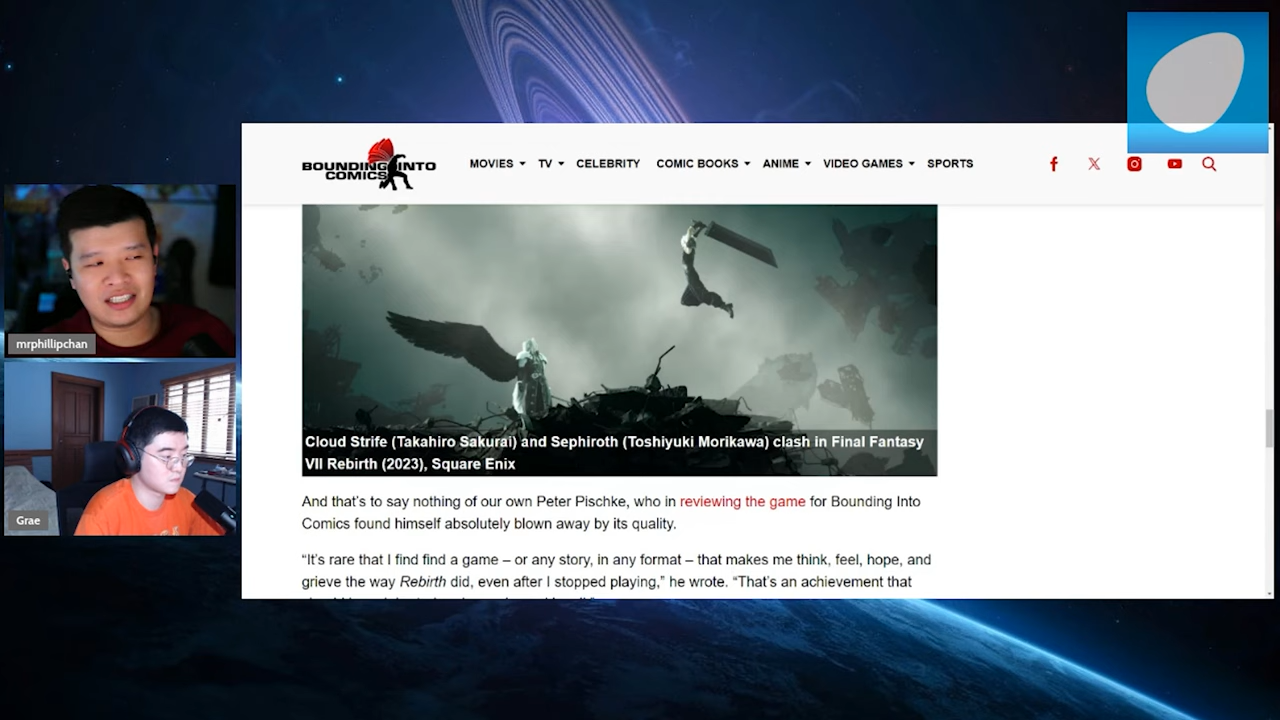 BOUNDING INTO
COMICS
MOVIES TV CELEBRITY COMIC BOOKS ANIME VIDEO GAMES SPORTS
mrphillipchan
Grae
Cloud Strife (Takahiro Sakurai) and Sephiroth (Toshiyuki Morikawa) clash in Final Fantasy
VII Rebirth (2023), Square Enix
And that's to say nothing of our own Peter Pischke, who in reviewing the game for Bounding Into
Comics found himself absolutely blown away by its quality.
“It's rare that I find find a game – or any story, in any format – that makes me think, feel, hope, and
grieve the way Rebirth did, even after I stopped playing,” he wrote. “That's an achievement that